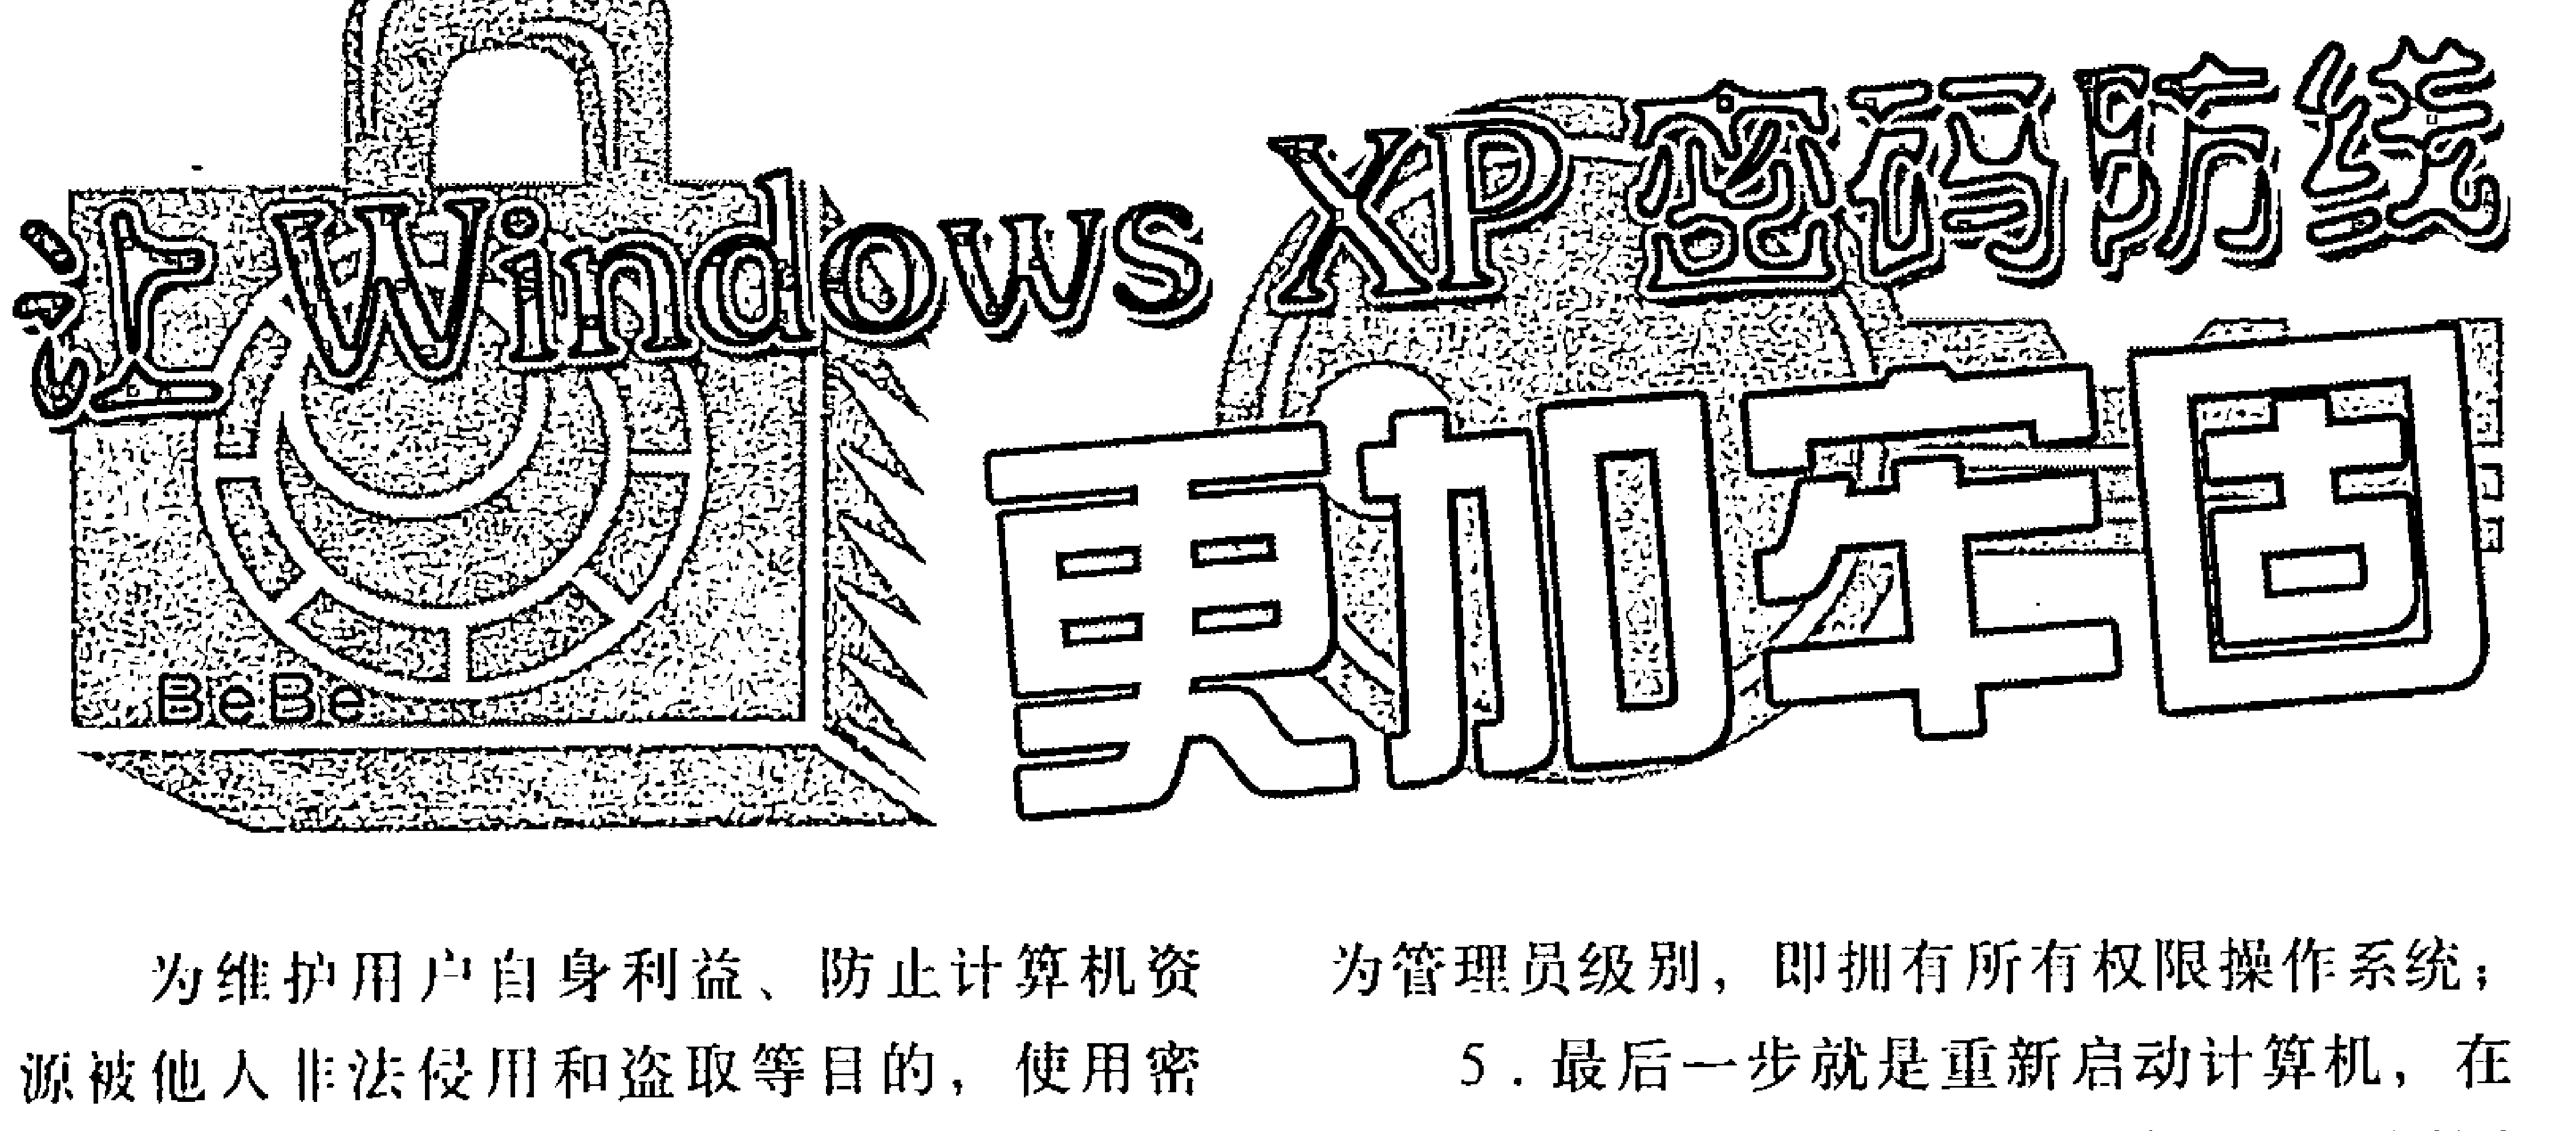 让Windows XP密码防线
更加牢固
BeBe
为维护用户自身利益、防止计算机资
源被他人非法侵用和盗取等目的，使用密
为管理员级别，即拥有所有权限操作系统；
5．最后一步就是重新启动计算机，在